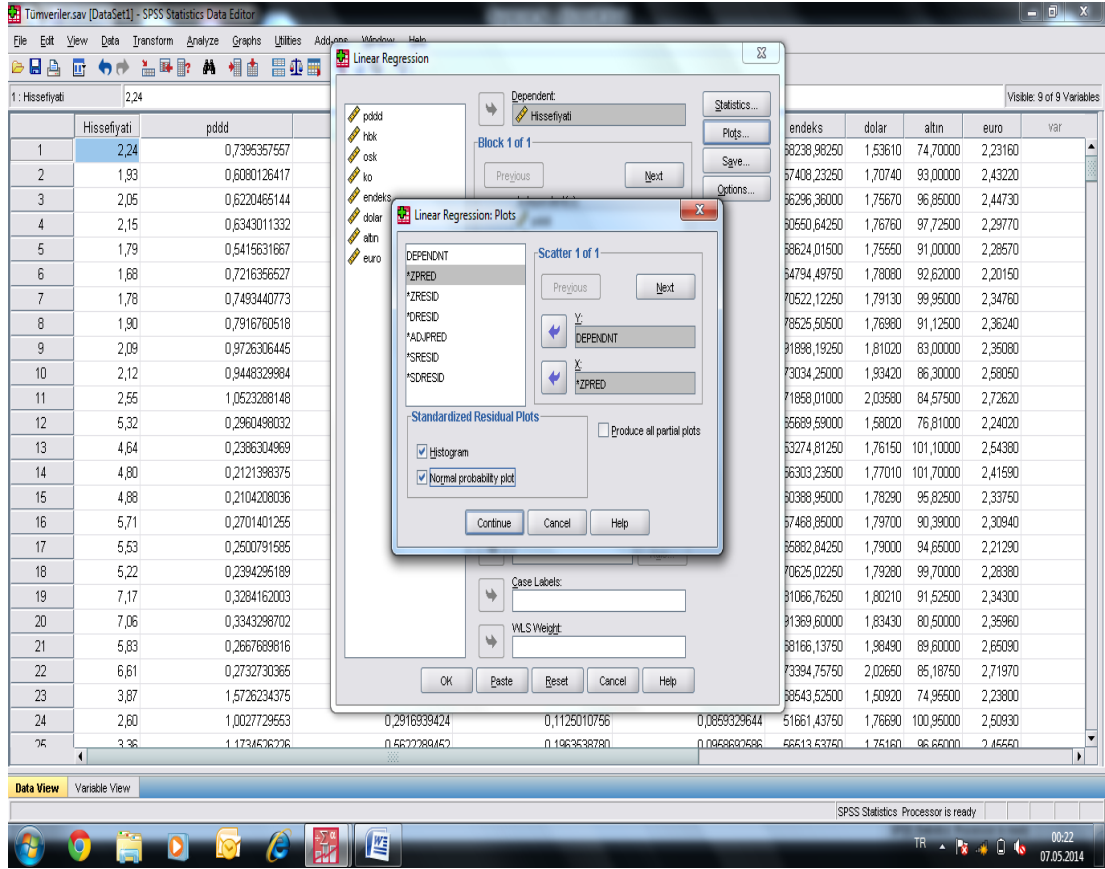 Tümveriler.sav [DataSet1] - SPSS Statistics Data Editor
File Edit View Data Transform Analyze Graphs Utilities Add-ons Window Help
1 : Hissefiyati 2,24 Visible: 9 of 9 Variables
Hissefiyati pddd endeks dolar altın euro var
1 2,24 0,7395357557 68238,98250 1,53610 74,70000 2,23160
2 1,93 0,6080126417 57408,23250 1,70740 93,00000 2,43220
3 2,05 0,6220465144 56296,36000 1,75670 96,85000 2,44730
4 2,15 0,6343011332 60550,64250 1,76760 97,72500 2,29770
5 1,79 0,5415631667 58624,01500 1,75550 91,00000 2,28570
6 1,68 0,7216356527 64794,49750 1,78080 92,62000 2,20150
7 1,78 0,7493440773 70522,12250 1,79130 99,95000 2,34760
8 1,90 0,7916760518 78525,50500 1,76980 91,12500 2,36240
9 2,09 0,9726306445 91898,19250 1,81020 83,00000 2,35080
10 2,12 0,9448329984 73034,25000 1,93420 86,30000 2,58050
11 2,55 1,0523288148 71858,01000 2,03580 84,57500 2,72620
12 5,32 0,2960498032 65689,59000 1,58020 76,81000 2,24020
13 4,64 0,2386304969 53274,81250 1,76150 101,10000 2,54380
14 4,80 0,2121398375 56303,23500 1,77010 101,70000 2,41590
15 4,88 0,2104208036 60388,95000 1,78290 95,82500 2,33750
16 5,71 0,2701401255 57468,85000 1,79700 90,39000 2,30940
17 5,53 0,2500791585 65882,84250 1,79000 94,65000 2,21290
18 5,22 0,2394295189 70625,02250 1,79280 99,70000 2,28380
19 7,17 0,3284162003 81066,76250 1,80210 91,52500 2,34300
20 7,06 0,3343298702 91369,60000 1,83430 80,50000 2,35960
21 5,83 0,2667689816 68166,13750 1,98490 89,60000 2,65090
22 6,61 0,2732730365 73394,75750 2,02650 85,18750 2,71970
23 3,87 1,5726234375 68543,52500 1,50920 74,95500 2,23800
24 2,60 1,0027729553 0,2916939424 0,1125010756 0,0859329644 51661,43750 1,76690 100,95000 2,50930
25 3,36 1,1734526226 0,5622289452 0,1963538780 0,0958692586 56513,53750 1,75160 96,65000 2,45550
Linear Regression
pddd
hbk
osk
ko
endeks
dolar
altın
euro
Dependent:
Hissefiyati
Block 1 of 1
Previous Next
Statistics...
Plots...
Save...
Options...
Linear Regression: Plots
DEPENDNT
*ZPRED
*ZRESID
*DRESID
*ADJPRED
*SRESID
*SDRESID
Scatter 1 of 1
Previous Next
Y:
DEPENDNT
X:
*ZPRED
Standardized Residual Plots
Histogram
Normal probability plot
Produce all partial plots
Continue Cancel Help
Case Labels:
WLS Weight:
OK Paste Reset Cancel Help
Data View Variable View
SPSS Statistics Processor is ready
TR
00:22
07.05.2014